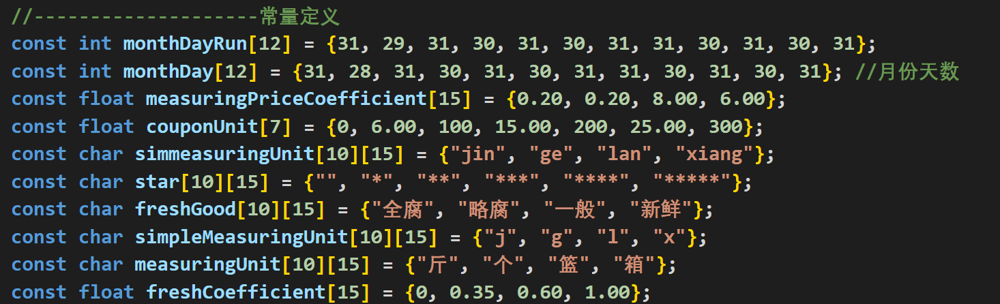 //--------------------常量定义
const int monthDayRun[12] = {31, 29, 31, 30, 31, 30, 31, 31, 30, 31, 30, 31};
const int monthDay[12] = {31, 28, 31, 30, 31, 30, 31, 31, 30, 31, 30, 31}; //月份天数
const float measuringPriceCoefficient[15] = {0.20, 0.20, 8.00, 6.00};
const float couponUnit[7] = {0, 6.00, 100, 15.00, 200, 25.00, 300};
const char simmeasuringUnit[10][15] = {"jin", "ge", "lan", "xiang"};
const char star[10][15] = {"", "*", "**", "***", "****", "*****"};
const char freshGood[10][15] = {"全腐", "略腐", "一般", "新鲜"};
const char simpleMeasuringUnit[10][15] = {"j", "g", "l", "x"};
const char measuringUnit[10][15] = {"斤", "个", "篮", "箱"};
const float freshCoefficient[15] = {0, 0.35, 0.60, 1.00};